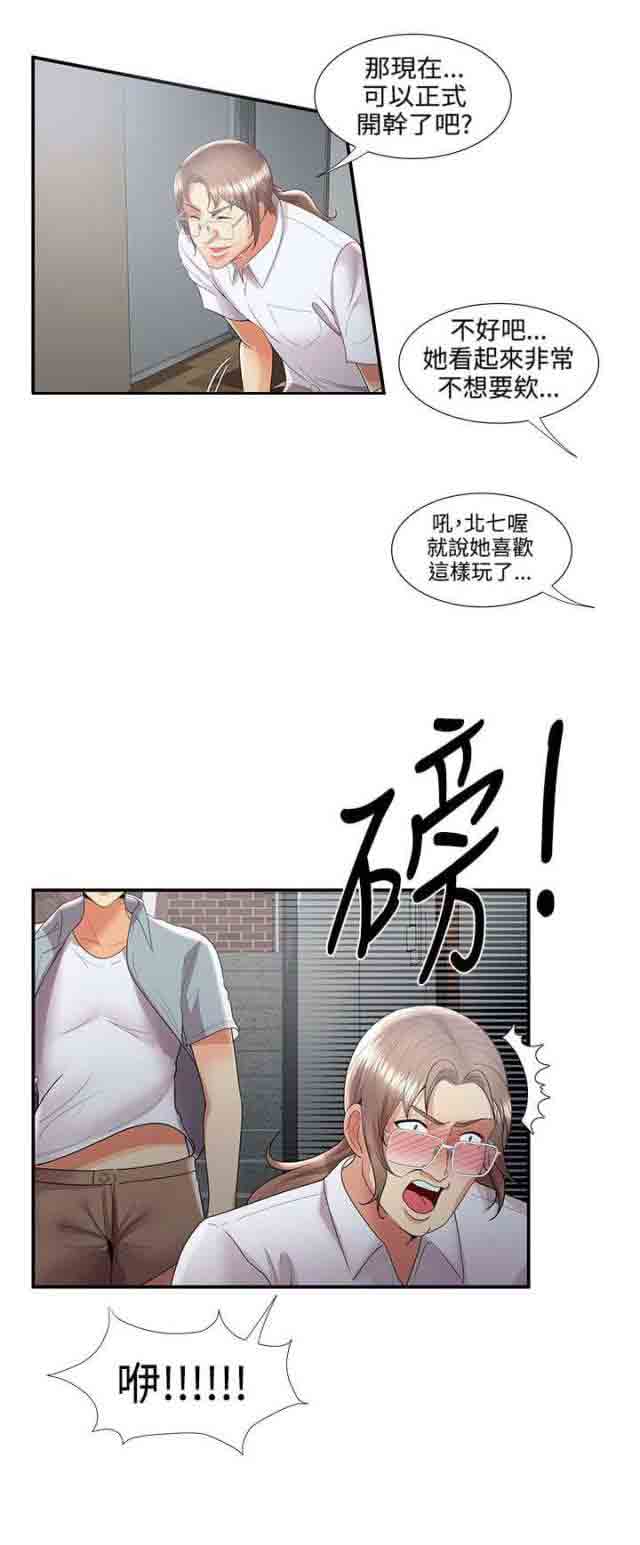 那現在...
可以正式
開幹了吧?
不好吧...
她看起來非常
不想要欸...
吼，北七喔
就說她喜歡
這樣玩了...
磅!
咿!!!!!!